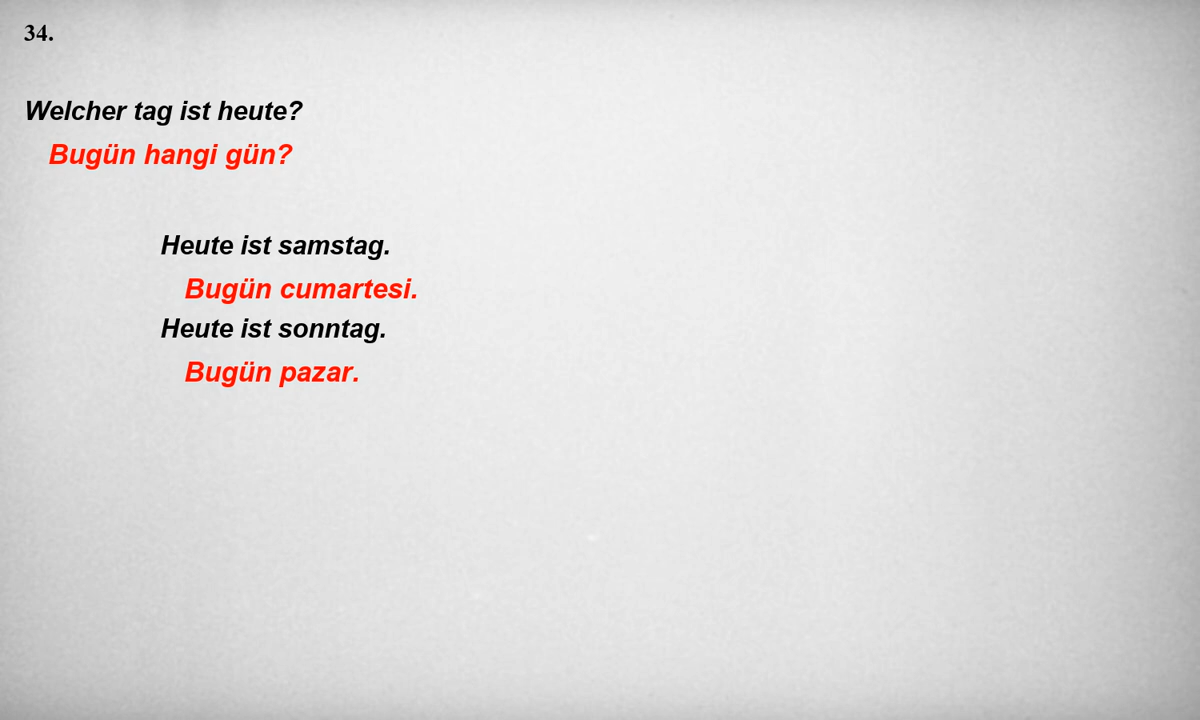 34.
Welcher tag ist heute?
Bugün hangi gün?
Heute ist samstag.
Bugün cumartesi.
Heute ist sonntag.
Bugün pazar.